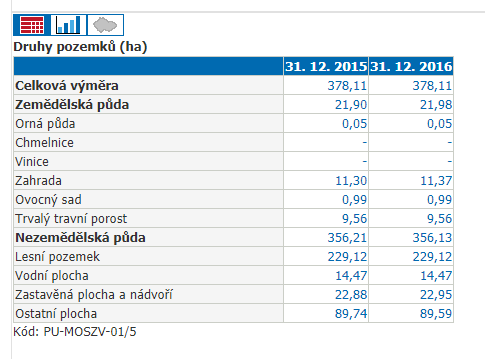 Druhy pozemků (ha)
31. 12. 2015 31. 12. 2016
Celková výměra 378,11 378,11
Zemědělská půda 21,90 21,98
Orná půda 0,05 0,05
Chmelnice - -
Vinice - -
Zahrada 11,30 11,37
Ovocný sad 0,99 0,99
Trvalý travní porost 9,56 9,56
Nezemědělská půda 356,21 356,13
Lesní pozemek 229,12 229,12
Vodní plocha 14,47 14,47
Zastavěná plocha a nádvoří 22,88 22,95
Ostatní plocha 89,74 89,59
Kód: PU-MOSZV-01/5